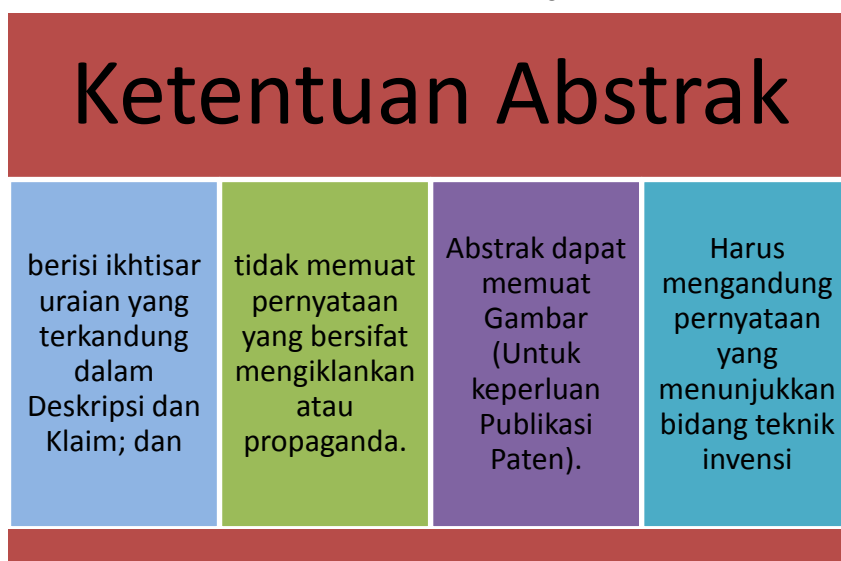 Ketentuan Abstrak
berisi ikhtisar
uraian yang
terkandung
dalam
Deskripsi dan
Klaim; dan
tidak memuat
pernyataan
yang bersifat
mengiklankan
atau
propaganda.
Abstrak dapat
memuat
Gambar
(Untuk
keperluan
Publikasi
Paten).
Harus
mengandung
pernyataan
yang
menunjukkan
bidang teknik
invensi